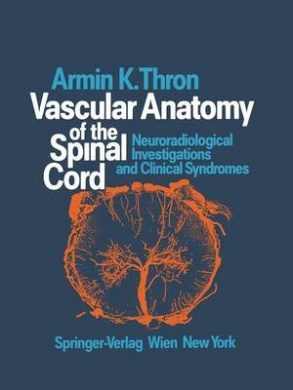 Armin K. Thron
Vascular Anatomy
of the
Spinal
Cord
Neuroradiological
Investigations
and Clinical Syndromes
Springer-Verlag Wien New York